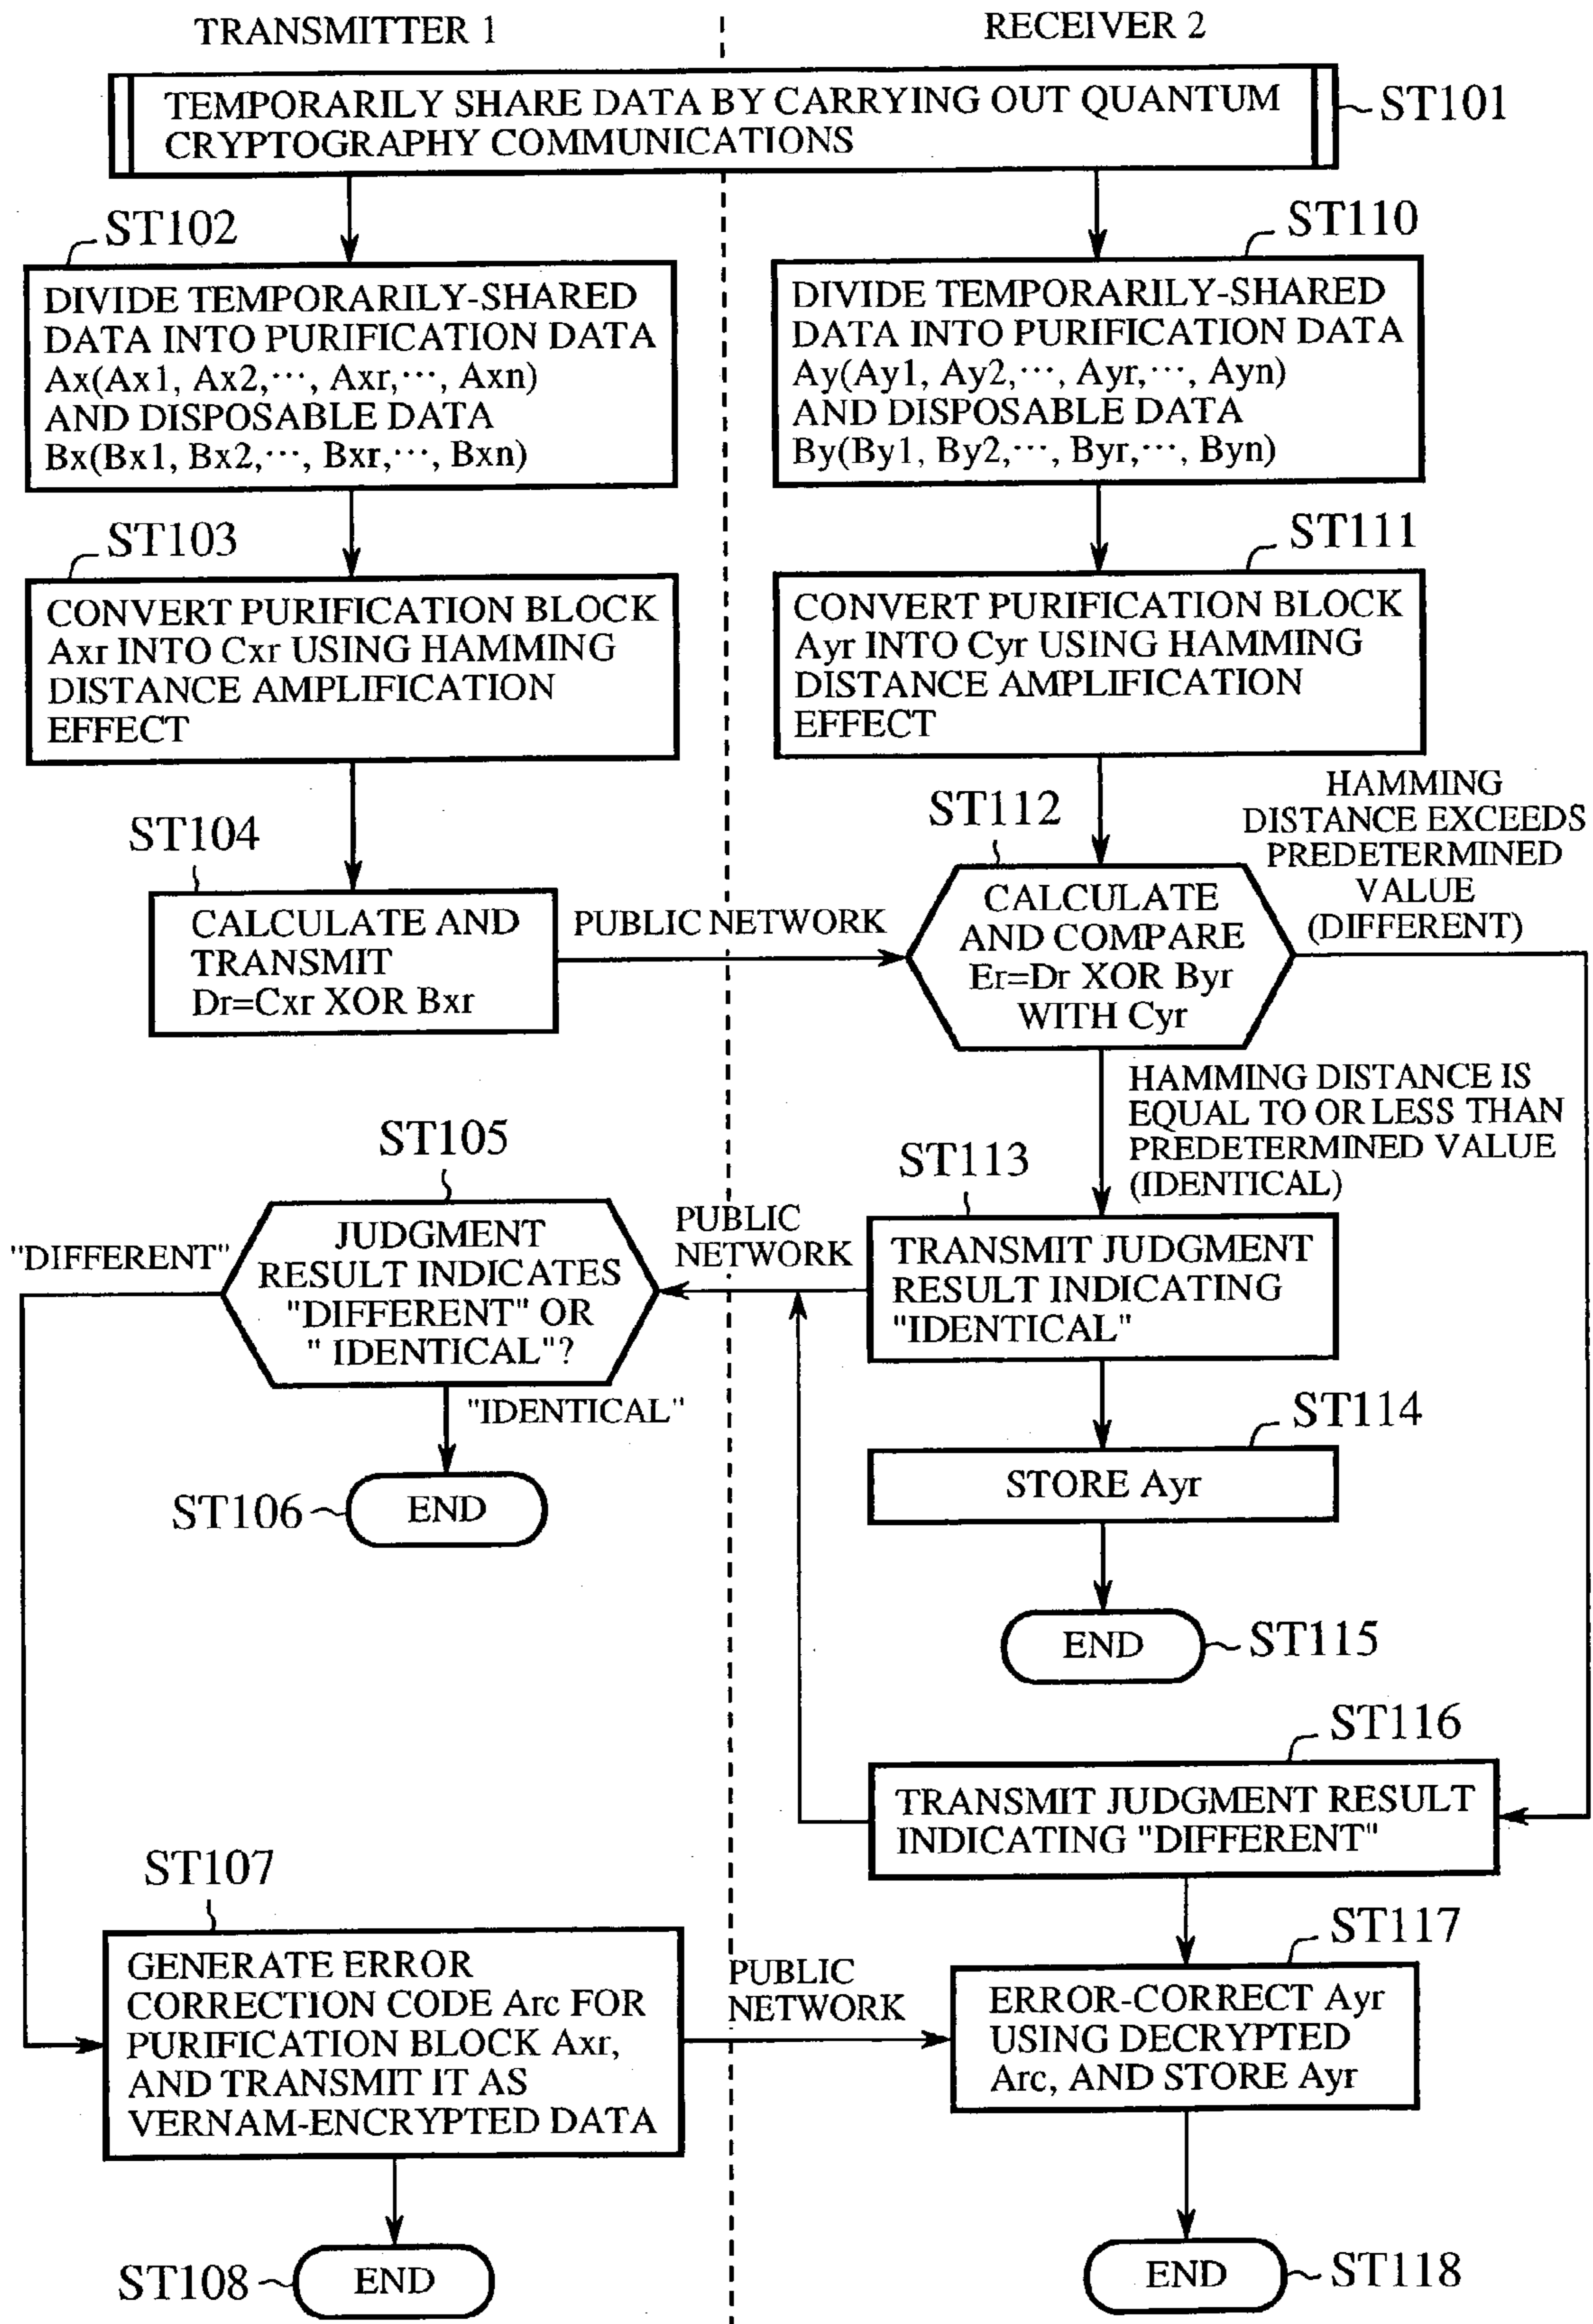 TRANSMITTER 1
RECEIVER 2
TEMPORARILY SHARE DATA BY CARRYING OUT QUANTUM
CRYPTOGRAPHY COMMUNICATIONS
ST101
ST102
DIVIDE TEMPORARILY-SHARED
DATA INTO PURIFICATION DATA
Ax(Ax1, Ax2,···, Axr,···, Axn)
AND DISPOSABLE DATA
Bx(Bx1, Bx2,···, Bxr,···, Bxn)
ST110
DIVIDE TEMPORARILY-SHARED
DATA INTO PURIFICATION DATA
Ay(Ay1, Ay2,···, Ayr,···, Ayn)
AND DISPOSABLE DATA
By(By1, By2,···, Byr,···, Byn)
ST103
CONVERT PURIFICATION BLOCK
Axr INTO Cxr USING HAMMING
DISTANCE AMPLIFICATION
EFFECT
ST111
CONVERT PURIFICATION BLOCK
Ayr INTO Cyr USING HAMMING
DISTANCE AMPLIFICATION
EFFECT
ST104
CALCULATE AND
TRANSMIT
Dr=Cxr XOR Bxr
PUBLIC NETWORK
ST112
CALCULATE
AND COMPARE
Er=Dr XOR Byr
WITH Cyr
HAMMING
DISTANCE EXCEEDS
PREDETERMINED
VALUE
(DIFFERENT)
HAMMING DISTANCE IS
EQUAL TO OR LESS THAN
PREDETERMINED VALUE
(IDENTICAL)
ST105
JUDGMENT
RESULT INDICATES
"DIFFERENT" OR
" IDENTICAL"?
"DIFFERENT"
"IDENTICAL"
PUBLIC
NETWORK
ST113
TRANSMIT JUDGMENT
RESULT INDICATING
"IDENTICAL"
ST106
END
ST114
STORE Ayr
END
ST115
ST116
TRANSMIT JUDGMENT RESULT
INDICATING "DIFFERENT"
ST107
GENERATE ERROR
CORRECTION CODE Arc FOR
PURIFICATION BLOCK Axr,
AND TRANSMIT IT AS
VERNAM-ENCRYPTED DATA
PUBLIC
NETWORK
ST117
ERROR-CORRECT Ayr
USING DECRYPTED
Arc, AND STORE Ayr
ST108
END
END
ST118